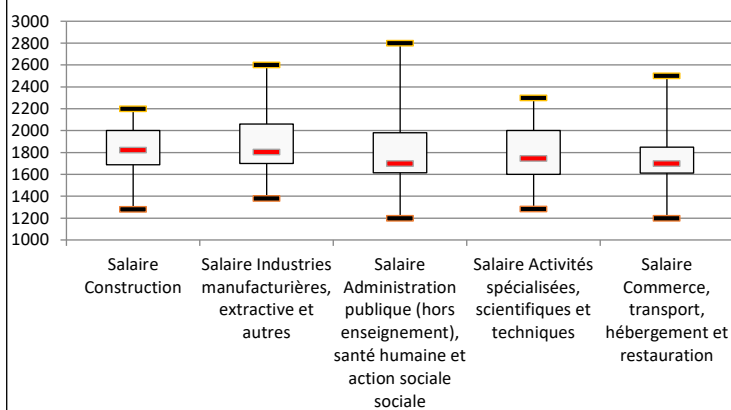 3000
2800
2600
2400
2200
2000
1800
1600
1400
1200
1000
Salaire
Construction
Salaire Industries
manufacturières,
extractive et
autres
Salaire
Administration
publique (hors
enseignement),
santé humaine et
action sociale
sociale
Salaire Activités
spécialisées,
scientifiques et
techniques
Salaire
Commerce,
transport,
hébergement et
restauration